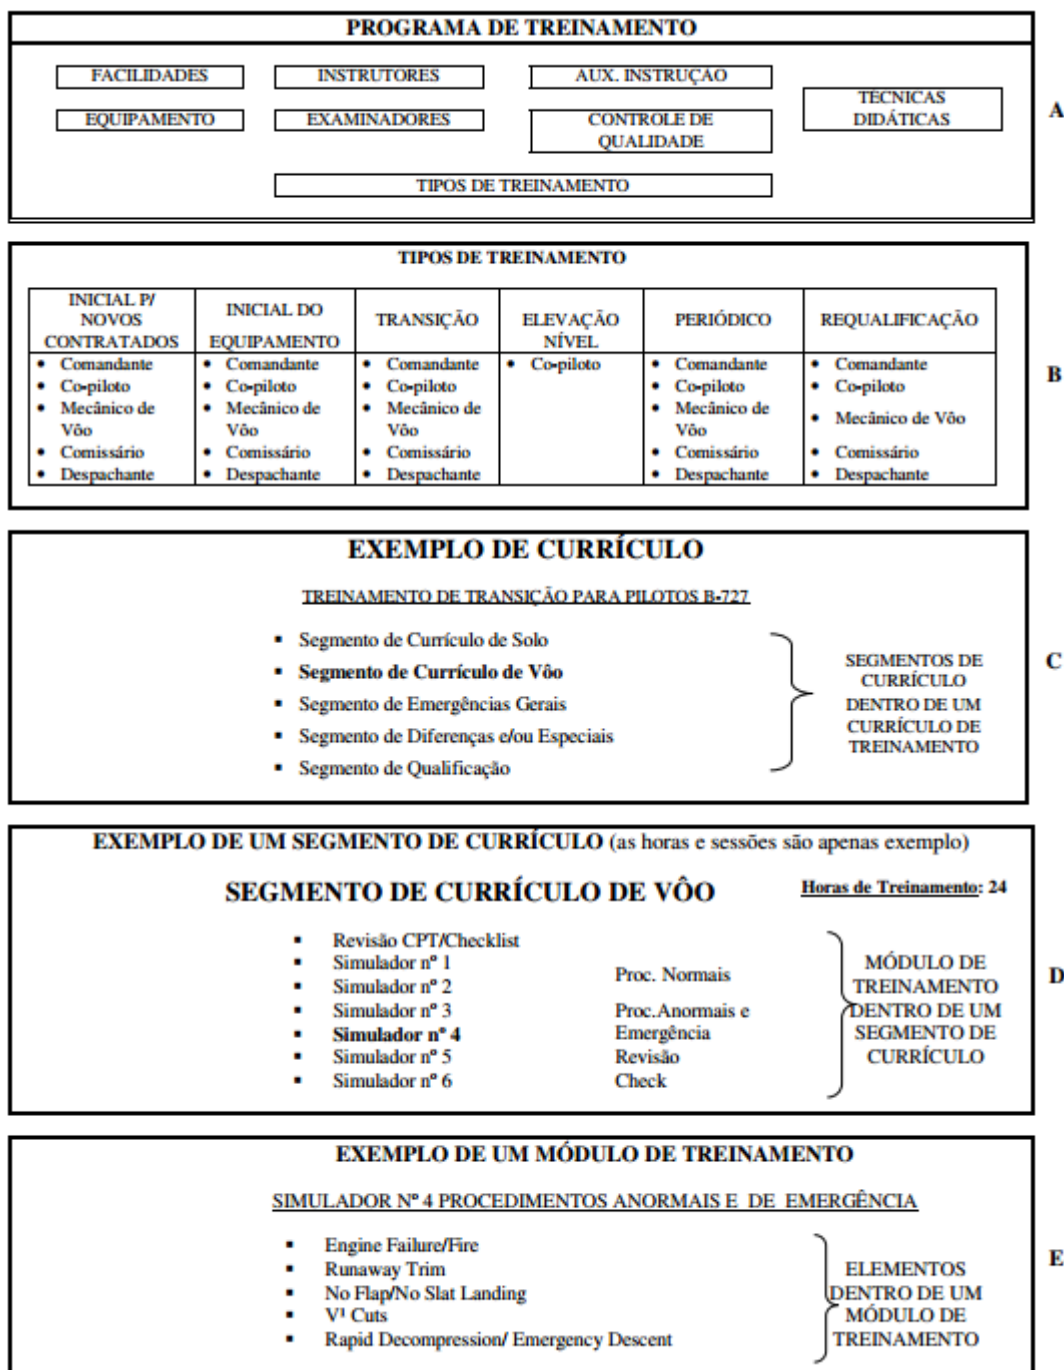 PROGRAMA DE TREINAMENTO
FACILIDADES INSTRUTORES AUX. INSTRUÇÃO
TÉCNICAS
DIDÁTICAS
A
EQUIPAMENTO EXAMINADORES CONTROLE DE
QUALIDADE
TIPOS DE TREINAMENTO
TIPOS DE TREINAMENTO
INICIAL P/
NOVOS
CONTRATADOS
INICIAL DO
EQUIPAMENTO
TRANSIÇÃO
ELEVAÇÃO
NÍVEL
PERIÓDICO
REQUALIFICAÇÃO
• Comandante
• Co-piloto
• Mecânico de
Vôo
• Comissário
• Despachante
• Comandante
• Co-piloto
• Mecânico de
Vôo
• Comissário
• Despachante
• Comandante
• Co-piloto
• Mecânico de
Vôo
• Comissário
• Despachante
• Co-piloto
• Comandante
• Co-piloto
• Mecânico de
Vôo
• Comissário
• Despachante
• Comandante
• Co-piloto
• Mecânico de Vôo
• Comissário
• Despachante
B
EXEMPLO DE CURRÍCULO
TREINAMENTO DE TRANSIÇÃO PARA PILOTOS B-727
▪ Segmento de Currículo de Solo
▪ Segmento de Currículo de Vôo
▪ Segmento de Emergências Gerais
▪ Segmento de Diferenças e/ou Especiais
▪ Segmento de Qualificação
SEGMENTOS DE
CURRÍCULO
DENTRO DE UM
CURRÍCULO DE
TREINAMENTO
C
EXEMPLO DE UM SEGMENTO DE CURRÍCULO (as horas e sessões são apenas exemplo)
SEGMENTO DE CURRÍCULO DE VÔO
Horas de Treinamento: 24
▪ Revisão CPT/Checklist
▪ Simulador nº 1
▪ Simulador nº 2
▪ Simulador nº 3
▪ Simulador nº 4
▪ Simulador nº 5
▪ Simulador nº 6
Proc. Normais
Proc.Anormais e
Emergência
Revisão
Check
MÓDULO DE
TREINAMENTO
DENTRO DE UM
SEGMENTO DE
CURRÍCULO
D
EXEMPLO DE UM MÓDULO DE TREINAMENTO
SIMULADOR Nº 4 PROCEDIMENTOS ANORMAIS E DE EMERGÊNCIA
▪ Engine Failure/Fire
▪ Runaway Trim
▪ No Flap/No Slat Landing
▪ V¹ Cuts
▪ Rapid Decompression/ Emergency Descent
ELEMENTOS
DENTRO DE UM
MÓDULO DE
TREINAMENTO
E